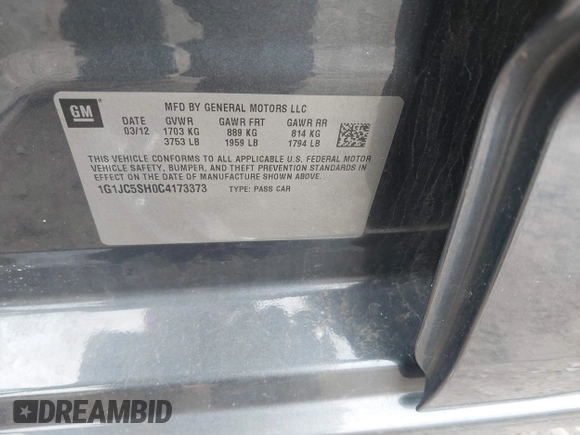 GM
MFD BY GENERAL MOTORS LLC
DATE GVWR GAWR FRT GAWR RR
03/12 1703 KG 889 KG 814 KG
3753 LB 1959 LB 1794 LB
THIS VEHICLE CONFORMS TO ALL APPLICABLE U.S. FEDERAL MOTOR
VEHICLE SAFETY, BUMPER, AND THEFT PREVENTION STANDARDS
IN EFFECT ON THE DATE OF MANUFACTURE SHOWN ABOVE.
1G1JC5SH0C4173373 TYPE: PASS CAR
DREAMBID